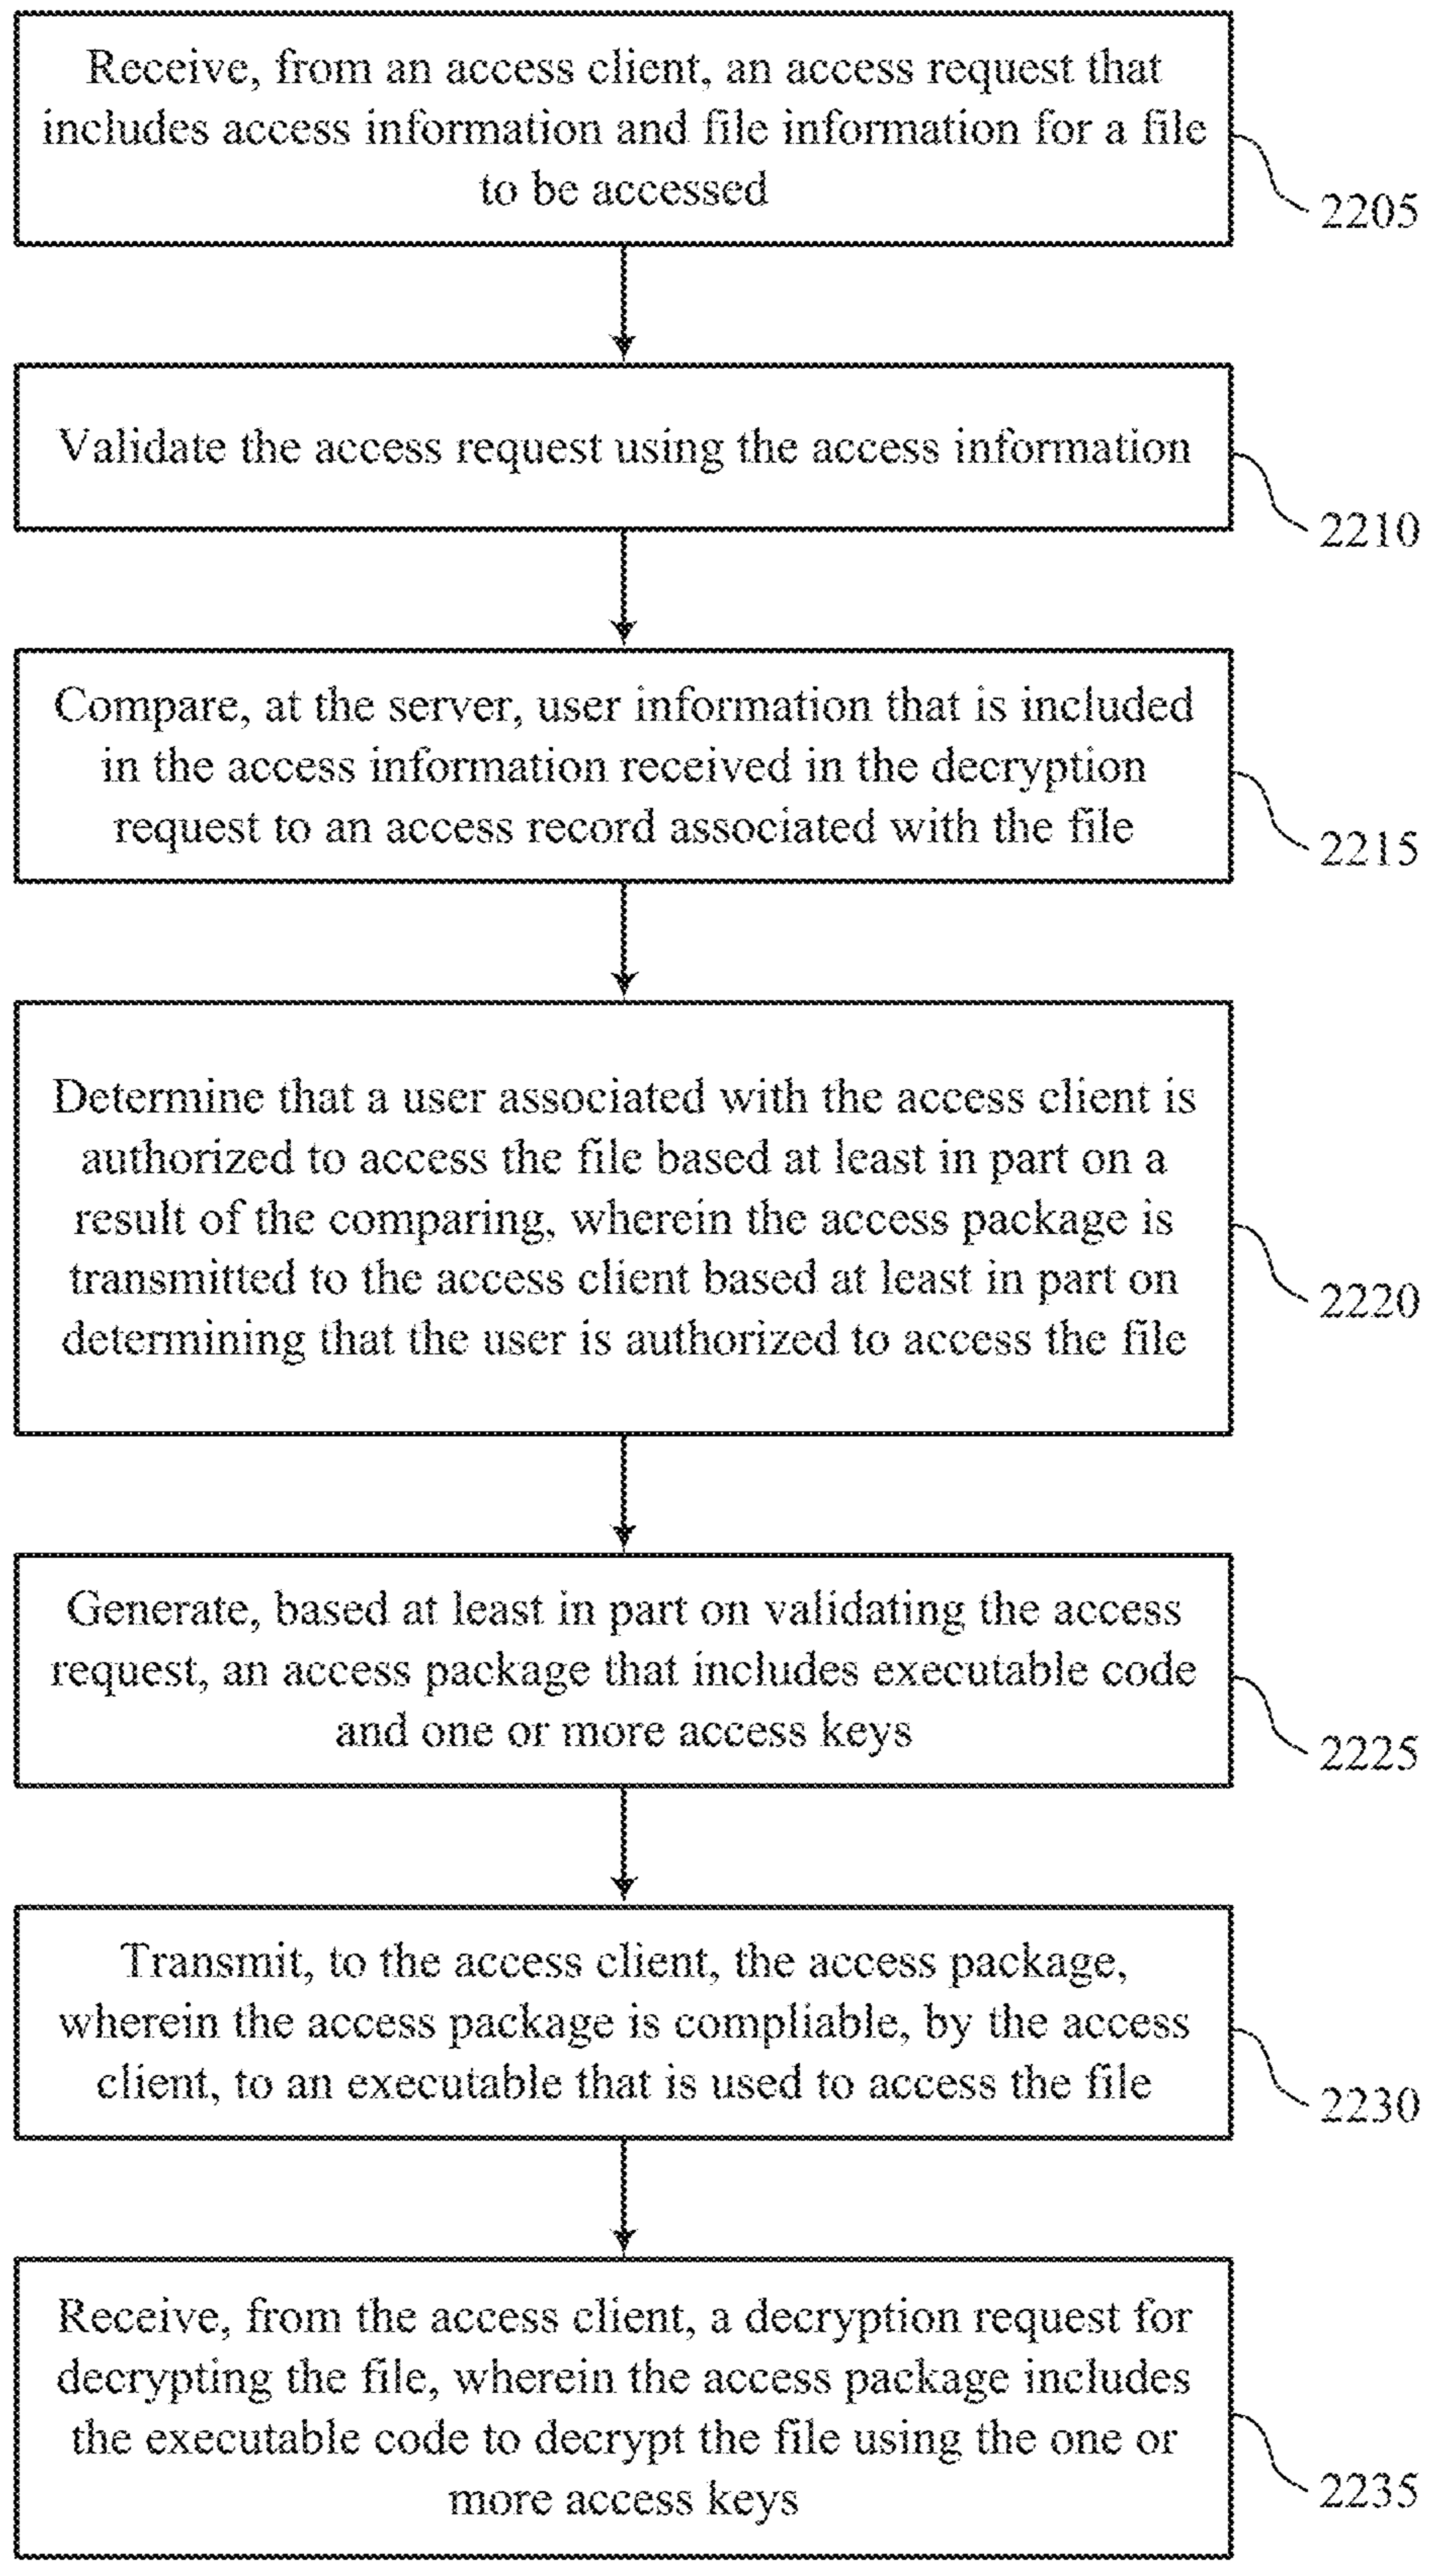 Receive, from an access client, an access request that
includes access information and file information for a file
to be accessed
2205
Validate the access request using the access information
2210
Compare, at the server, user information that is included
in the access information received in the decryption
request to an access record associated with the file
2215
Determine that a user associated with the access client is
authorized to access the file based at least in part on a
result of the comparing, wherein the access package is
transmitted to the access client based at least in part on
determining that the user is authorized to access the file
2220
Generate, based at least in part on validating the access
request, an access package that includes executable code
and one or more access keys
2225
Transmit, to the access client, the access package,
wherein the access package is compliable, by the access
client, to an executable that is used to access the file
2230
Receive, from the access client, a decryption request for
decrypting the file, wherein the access package includes
the executable code to decrypt the file using the one or
more access keys
2235